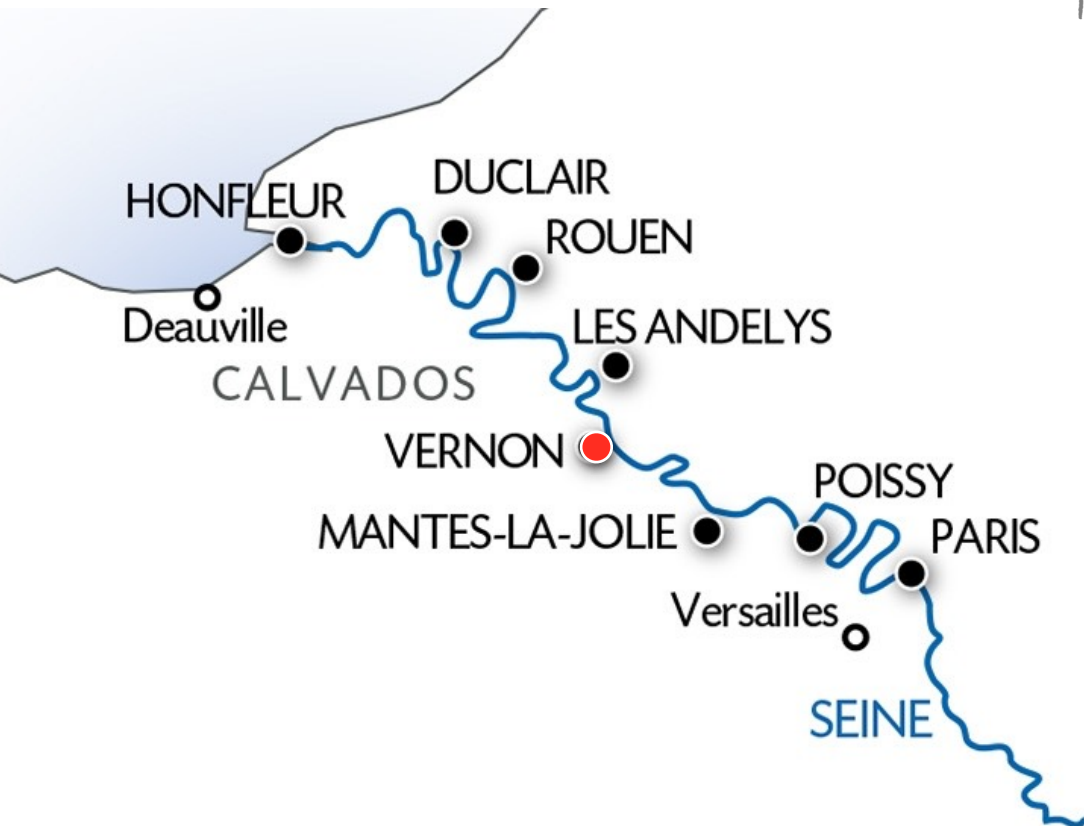 DUCLAIR
HONFLEUR
ROUEN
Deauville
LES ANDELYS
CALVADOS
VERNON
POISSY
MANTES-LA-JOLIE
PARIS
Versailles
SEINE